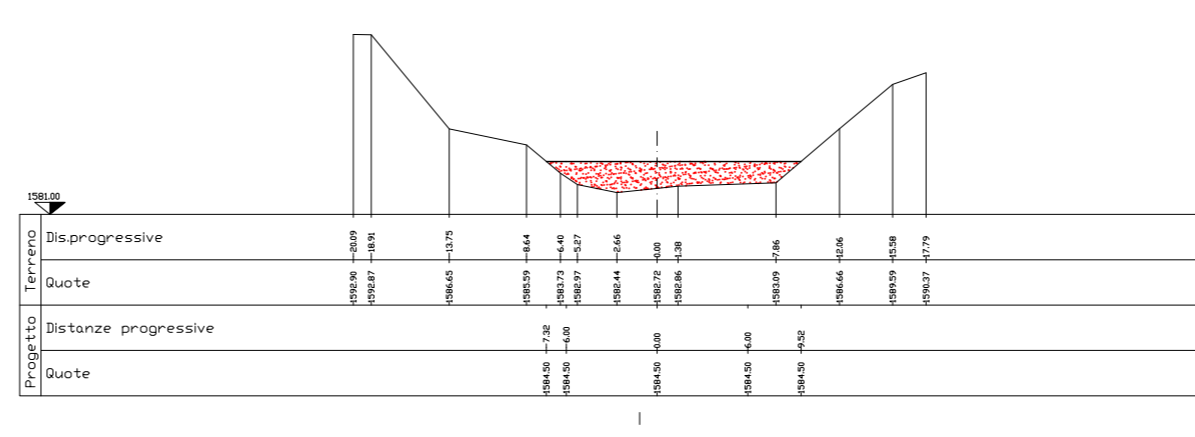 1581.00
Terreno
Dis.progressive
-20.09 -18.91 -13.75 -8.64 -6.40 -5.27 -2.66 0.00 1.38 7.86 12.06 15.58 17.79
Quote
1592.90 1592.87 1586.65 1585.59 1583.73 1582.97 1582.44 1582.72 1582.86 1583.09 1586.66 1589.59 1590.37
Progetto
Distanze progressive
-7.32 -6.00 0.00 6.00 9.52
Quote
1584.50 1584.50 1584.50 1584.50 1584.50